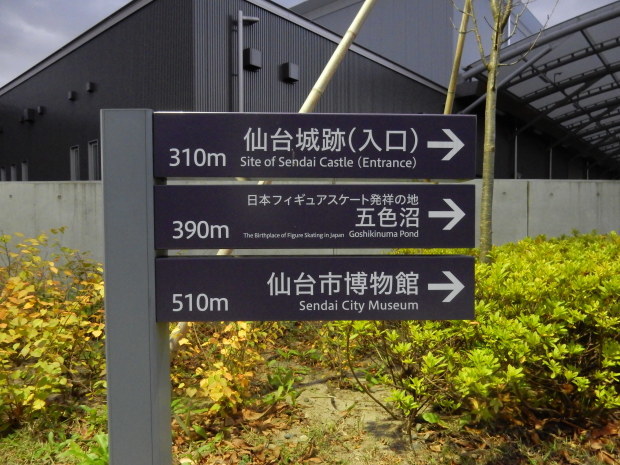 仙台城跡(入口) →
310m Site of Sendai Castle (Entrance)
日本フィギュアスケート発祥の地
五色沼 →
390m The Birthplace of Figure Skating in Japan Goshikinuma Pond
仙台市博物館 →
510m Sendai City Museum